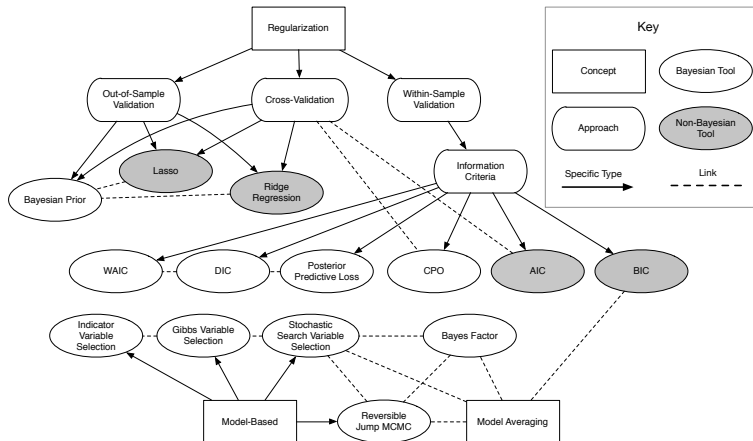 Regularization
Key
Concept
Bayesian Tool
Out-of-Sample
Validation
Cross-Validation
Within-Sample
Validation
Approach
Non-Bayesian
Tool
Lasso
Ridge
Regression
Information
Criteria
Specific Type
Link
Bayesian Prior
WAIC
DIC
Posterior
Predictive Loss
CPO
AIC
BIC
Indicator
Variable
Selection
Gibbs Variable
Selection
Stochastic
Search Variable
Selection
Bayes Factor
Model-Based
Reversible
Jump MCMC
Model Averaging